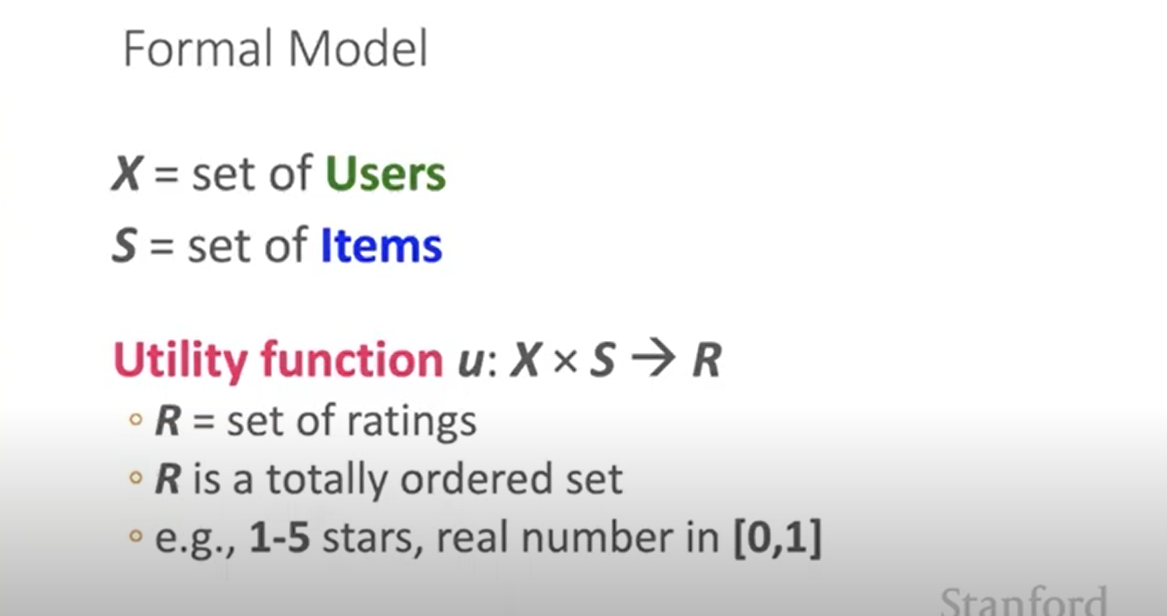 Formal Model
X = set of Users
S = set of Items
Utility function u: X × S → R
◦ R = set of ratings
◦ R is a totally ordered set
◦ e.g., 1-5 stars, real number in [0,1]
Stanford